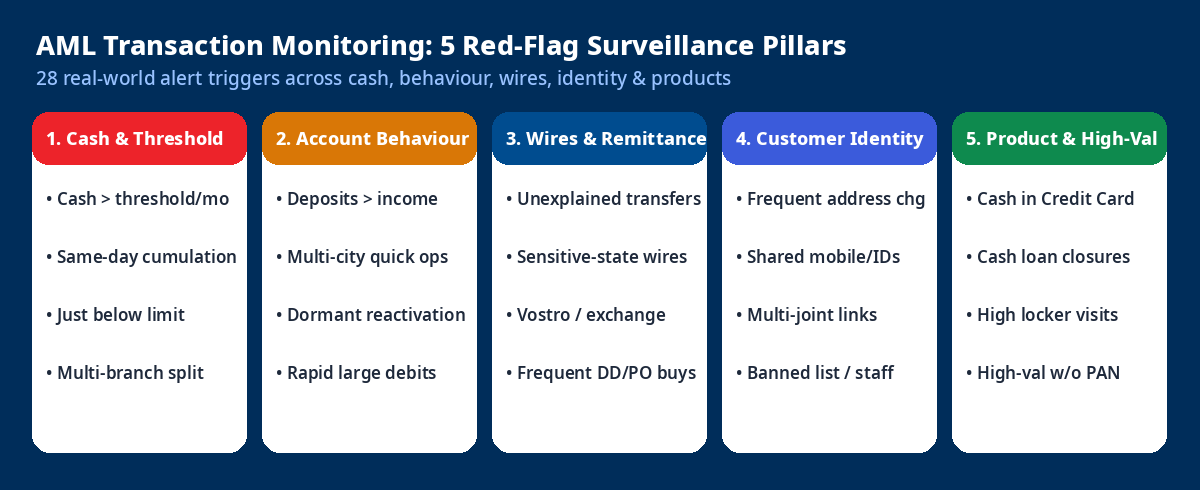 AML Transaction Monitoring: 5 Red-Flag Surveillance Pillars
28 real-world alert triggers across cash, behaviour, wires, identity & products
1. Cash & Threshold
• Cash > threshold/mo
• Same-day cumulation
• Just below limit
• Multi-branch split
2. Account Behaviour
• Deposits > income
• Multi-city quick ops
• Dormant reactivation
• Rapid large debits
3. Wires & Remittance
• Unexplained transfers
• Sensitive-state wires
• Vostro / exchange
• Frequent DD/PO buys
4. Customer Identity
• Frequent address chg
• Shared mobile/IDs
• Multi-joint links
• Banned list / staff
5. Product & High-Val
• Cash in Credit Card
• Cash loan closures
• High locker visits
• High-val w/o PAN